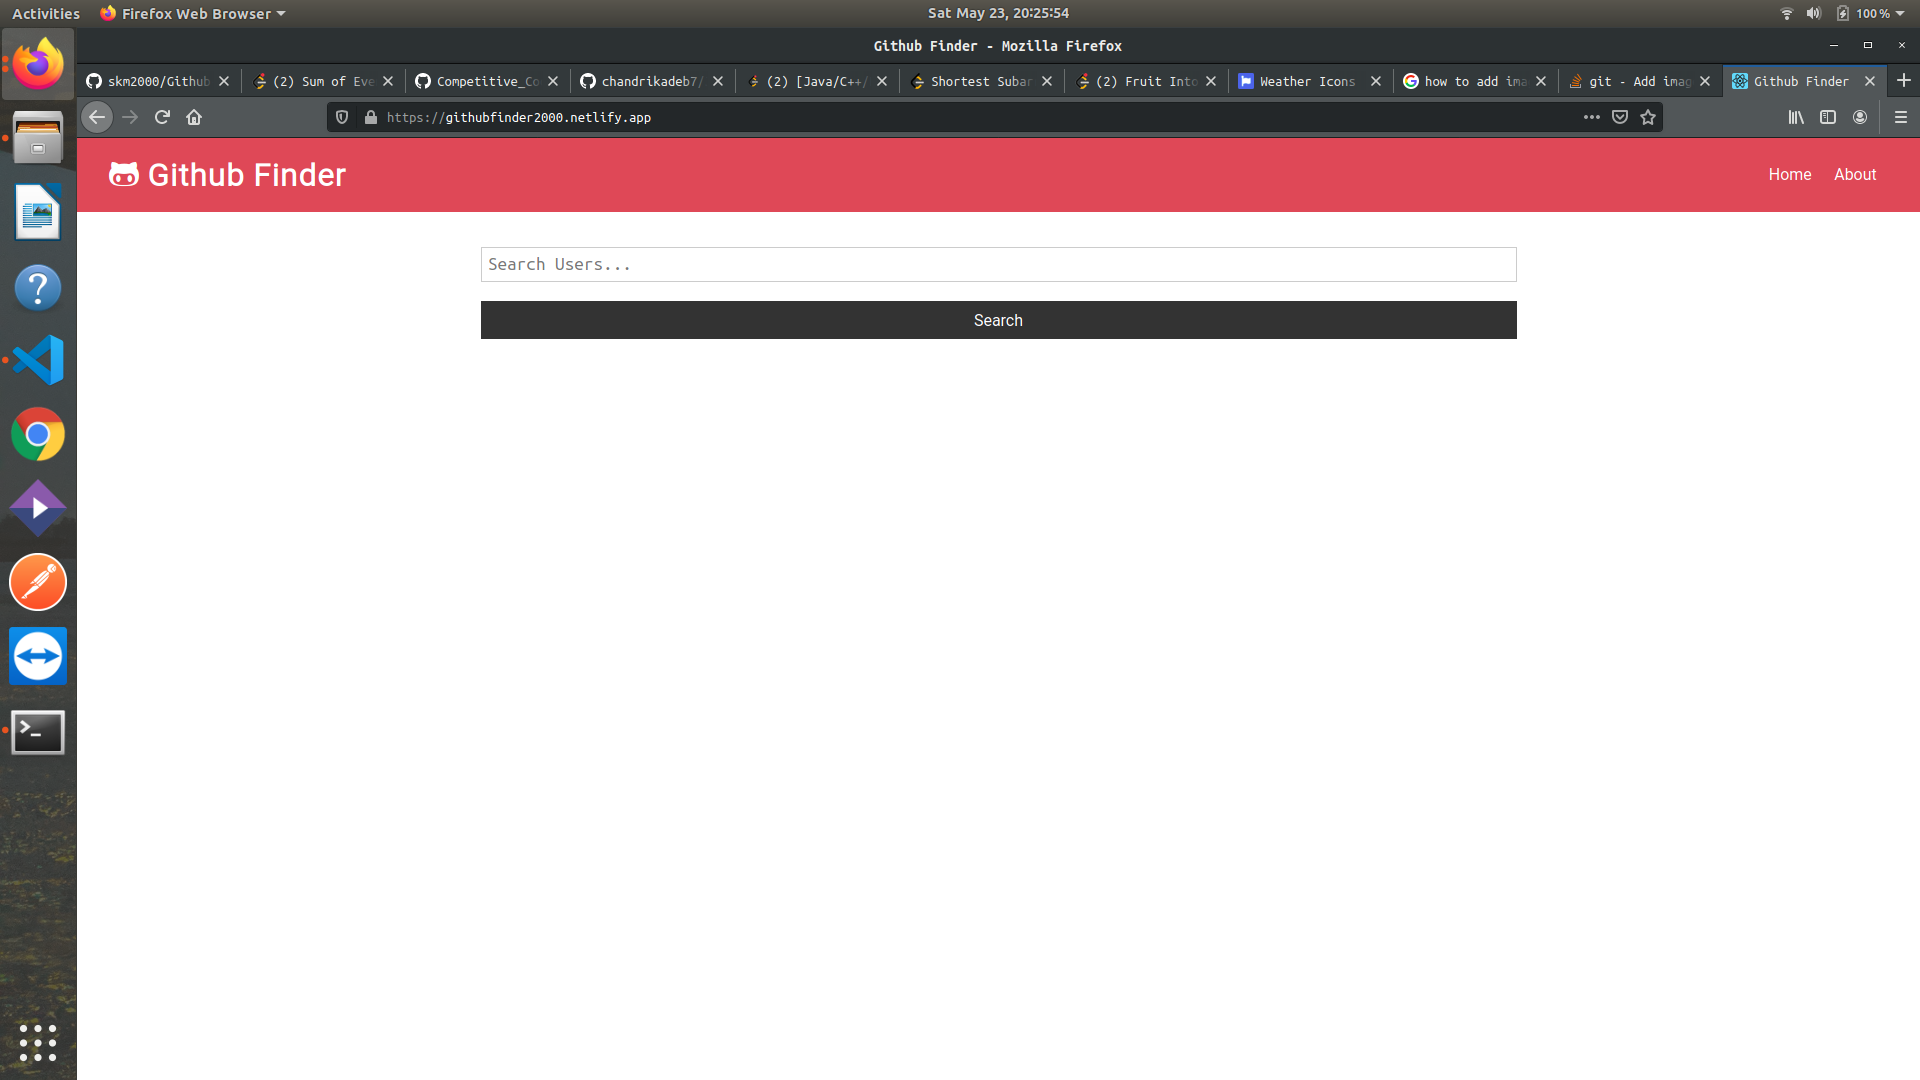 Activities Firefox Web Browser Sat May 23, 20:25:54 100%
Github Finder - Mozilla Firefox
skm2000/Github (2) Sum of Eve Competitive_Co chandrikadeb7/ (2) [Java/C++/ Shortest Subar (2) Fruit Into Weather Icons how to add ima git - Add imag Github Finder
https://githubfinder2000.netlify.app
Github Finder Home About
Search Users...
Search